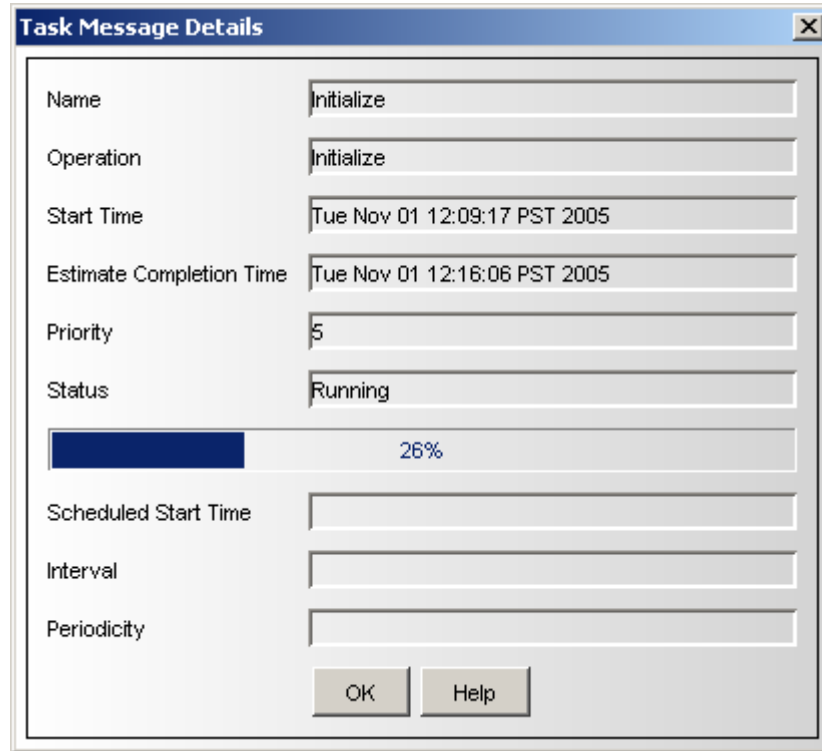 Task Message Details
Name Initialize
Operation Initialize
Start Time Tue Nov 01 12:09:17 PST 2005
Estimate Completion Time Tue Nov 01 12:16:06 PST 2005
Priority 5
Status Running
26%
Scheduled Start Time
Interval
Periodicity
OK Help